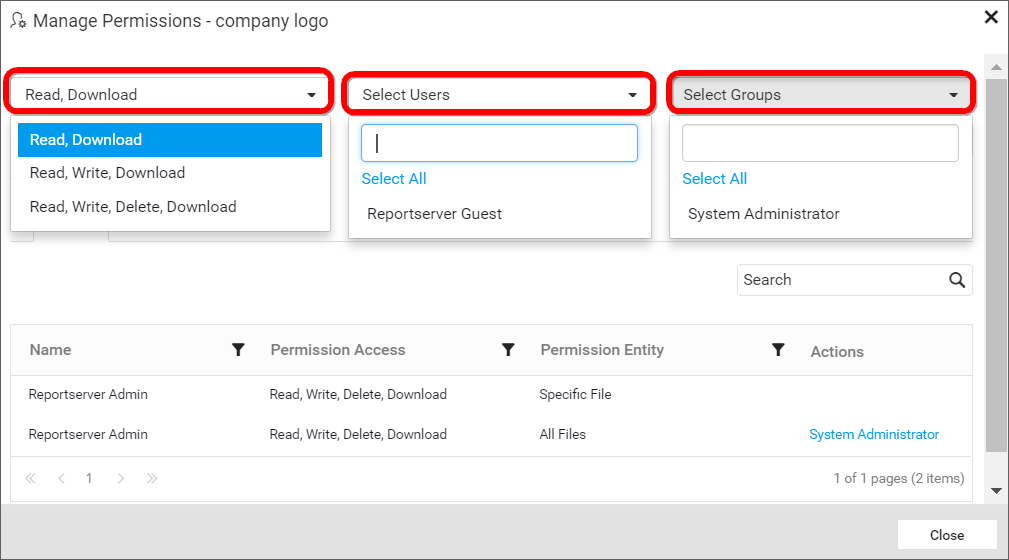 Manage Permissions - company logo
Read, Download Select Users Select Groups
Read, Download
Read, Write, Download
Read, Write, Delete, Download
Select All
Reportserver Guest
Select All
System Administrator
Search
Name Permission Access Permission Entity Actions
Reportserver Admin Read, Write, Delete, Download Specific File
Reportserver Admin Read, Write, Delete, Download All Files System Administrator
1 1 of 1 pages (2 items)
Close